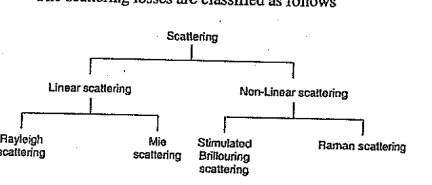 scattering losses are classified as follows
Scattering
Linear scattering
Non-Linear scattering
Rayleigh
scattering
Mie
scattering
Stimulated
Brillouring
scattering
Raman scattering